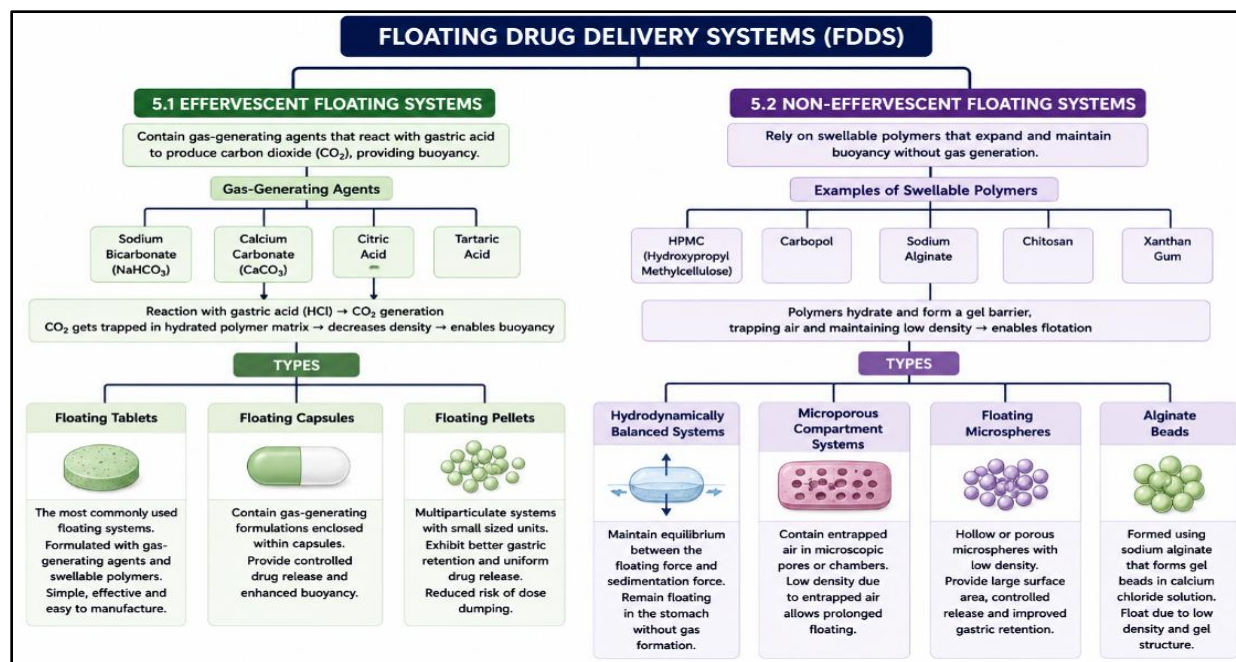 FLOATING DRUG DELIVERY SYSTEMS (FDDS)
5.1 EFFERVESCENT FLOATING SYSTEMS
Contain gas-generating agents that react with gastric acid
to produce carbon dioxide (CO₂), providing buoyancy.
Gas-Generating Agents
Sodium
Bicarbonate
(NaHCO₃)
Calcium
Carbonate
(CaCO₃)
Citric
Acid
Tartaric
Acid
Reaction with gastric acid (HCl) → CO₂ generation
CO₂ gets trapped in hydrated polymer matrix → decreases density → enables buoyancy
TYPES
Floating Tablets
The most commonly used
floating systems.
Formulated with gas-
generating agents and
swellable polymers.
Simple, effective and
easy to manufacture.
Floating Capsules
Contain gas-generating
formulations enclosed
within capsules.
Provide controlled
drug release and
enhanced buoyancy.
Floating Pellets
Multiparticulate systems
with small sized units.
Exhibit better gastric
retention and uniform
drug release.
Reduced risk of dose
dumping.
5.2 NON-EFFERVESCENT FLOATING SYSTEMS
Rely on swellable polymers that expand and maintain
buoyancy without gas generation.
Examples of Swellable Polymers
HPMC
(Hydroxypropyl
Methylcellulose)
Carbopol
Sodium
Alginate
Chitosan
Xanthan
Gum
Polymers hydrate and form a gel barrier,
trapping air and maintaining low density → enables flotation
TYPES
Hydrodynamically
Balanced Systems
Maintain equilibrium
between the
floating force and
sedimentation force.
Remain floating
in the stomach
without gas
formation.
Microporous
Compartment
Systems
Contain entrapped
air in microscopic
pores or chambers.
Low density due
to entrapped air
allows prolonged
floating.
Floating
Microspheres
Hollow or porous
microspheres with
low density.
Provide large surface
area, controlled
release and improved
gastric retention.
Alginate
Beads
Formed using
sodium alginate
that forms gel
beads in calcium
chloride solution.
Float due to low
density and gel
structure.